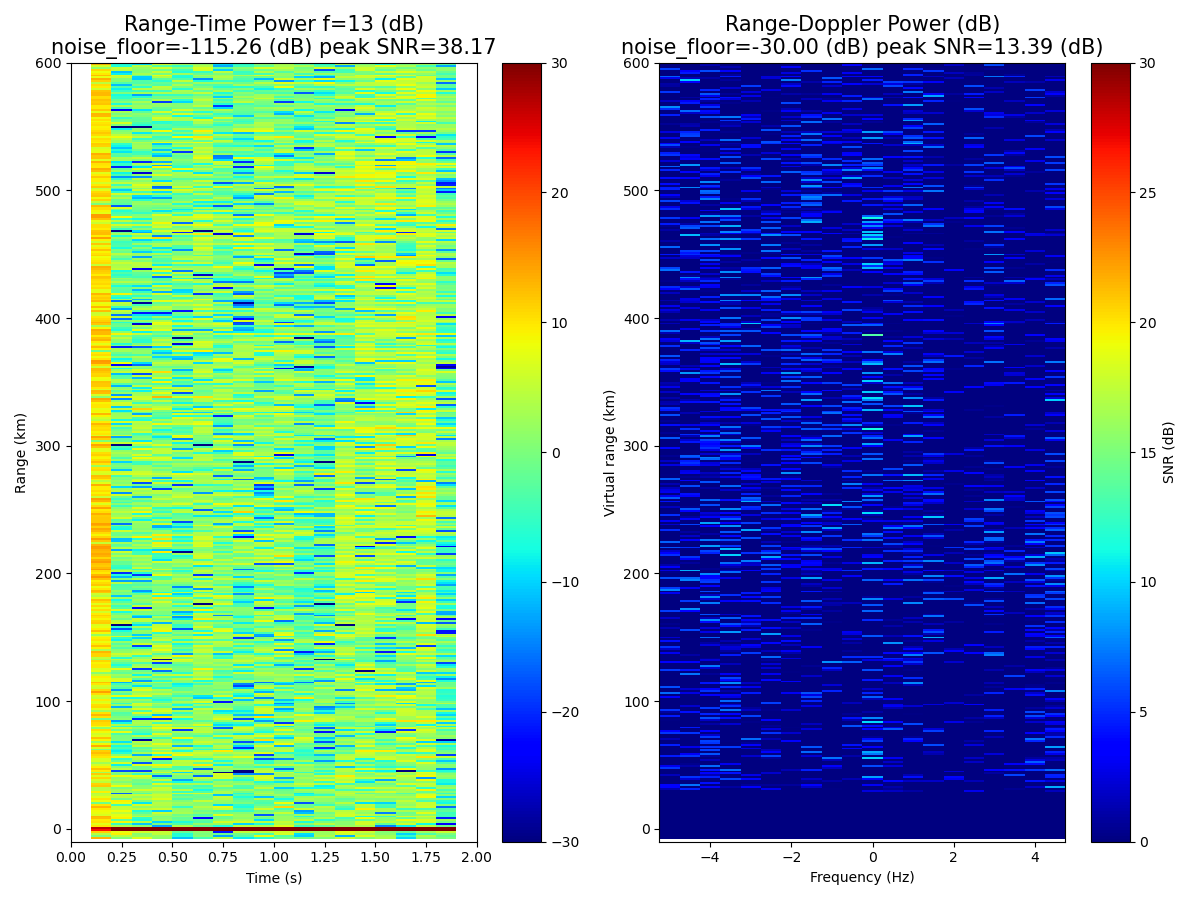 Range-Time Power f=13 (dB)
noise_floor=-115.26 (dB) peak SNR=38.17
Range-Doppler Power (dB)
noise_floor=-30.00 (dB) peak SNR=13.39 (dB)
600
500
400
300
200
100
0
Range (km)
0.00 0.25 0.50 0.75 1.00 1.25 1.50 1.75 2.00
Time (s)
30
20
10
0
−10
−20
−30
600
500
400
300
200
100
0
Virtual range (km)
−4 −2 0 2 4
Frequency (Hz)
30
25
20
15
10
5
0
SNR (dB)